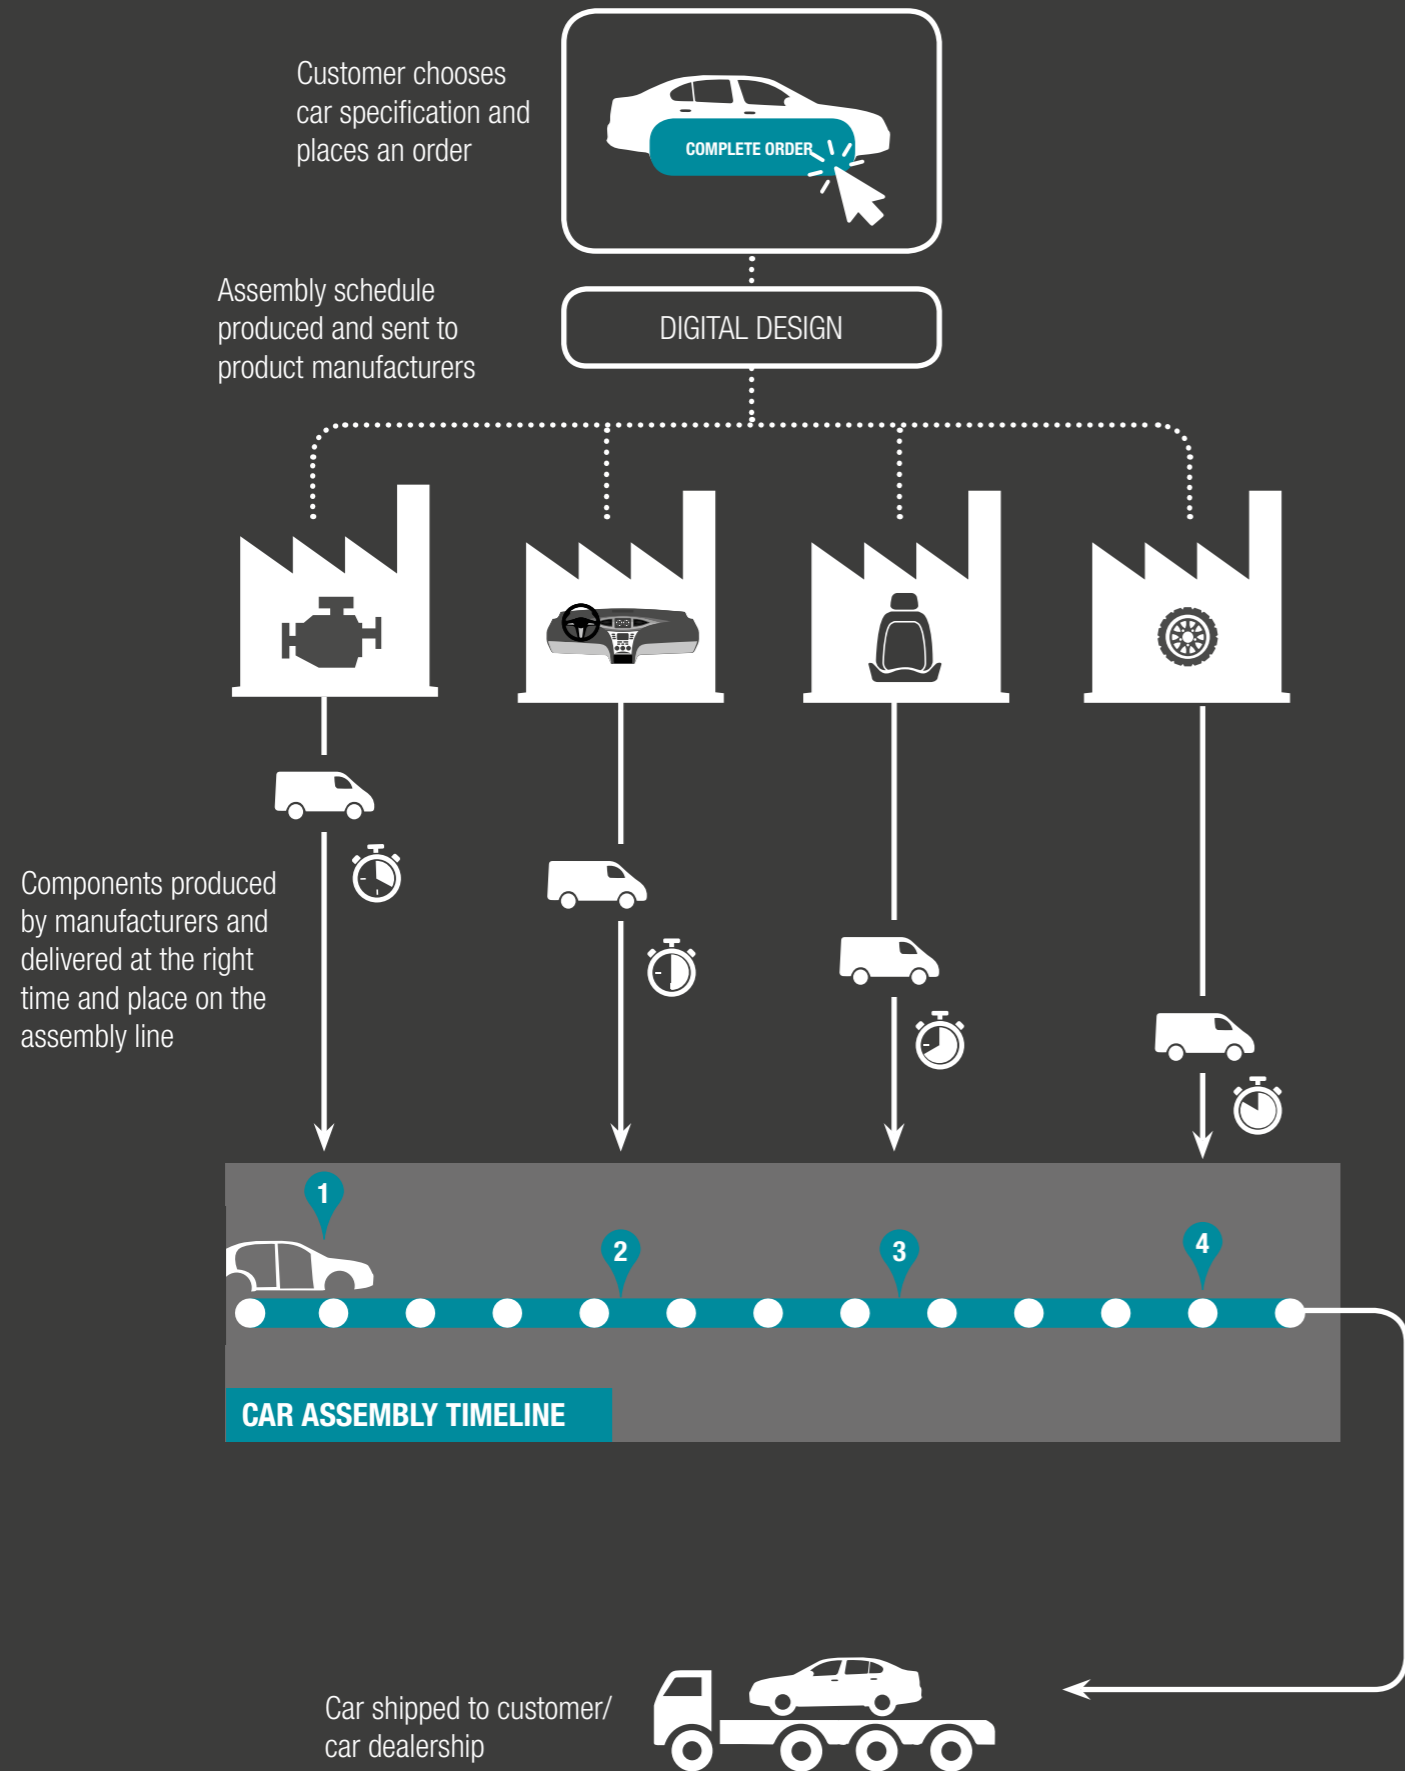 Customer chooses
car specification and
places an order
COMPLETE ORDER
Assembly schedule
produced and sent to
product manufacturers
DIGITAL DESIGN
Components produced
by manufacturers and
delivered at the right
time and place on the
assembly line
1
2
3
4
CAR ASSEMBLY TIMELINE
Car shipped to customer/
car dealership